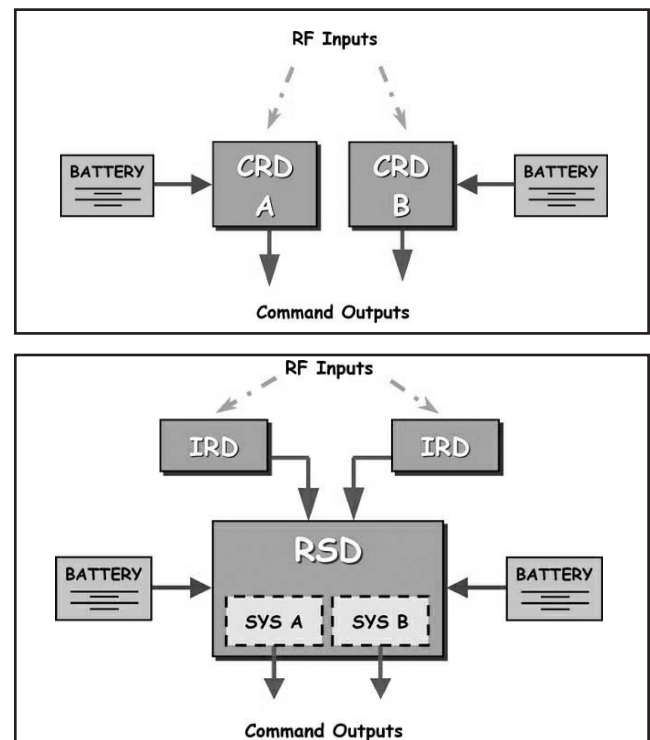 RF Inputs
BATTERY
CRD
A
CRD
B
BATTERY
Command Outputs
RF Inputs
IRD
IRD
RSD
BATTERY
BATTERY
SYS A
SYS B
Command Outputs